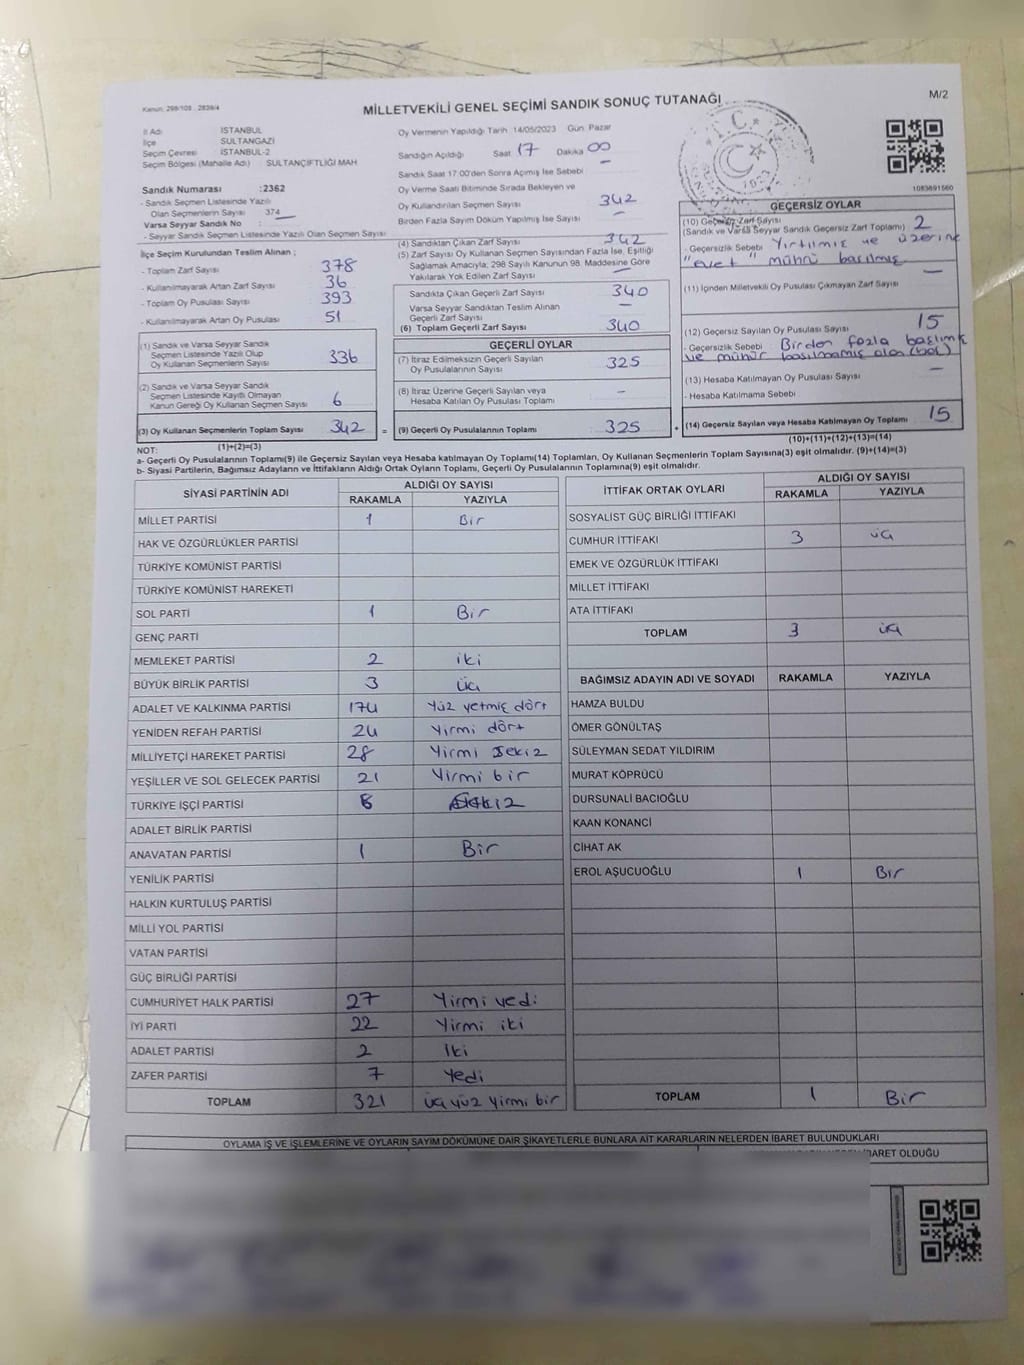 Kanun: 298/105 . 2839/4
MİLLETVEKİLİ GENEL SEÇİMİ SANDIK SONUÇ TUTANAĞI
M/2
İl Adı İSTANBUL
İlçe SULTANGAZİ
Seçim Çevresi İSTANBUL-2
Seçim Bölgesi (Mahalle Adı) : SULTANÇİFTLİĞİ MAH
Sandık Numarası :2362
- Sandık Seçmen Listesinde Yazılı
Olan Seçmenlerin Sayısı 374
Varsa Seyyar Sandık No :
- Seyyar Sandık Seçmen Listesinde Yazılı Olan Seçmen Sayısı
Oy Vermenin Yapıldığı Tarih 14/05/2023 Gün Pazar
Sandığın Açıldığı Saat 17 Dakika 00
Sandık Saat 17:00'den Sonra Açımış İse Sebebi —
Oy Verme Saati Bitiminde Sırada Bekleyen ve
Oy Kullandırılan Seçmen Sayısı 342
Birden Fazla Sayım Döküm Yapılmış İle Sayısı —
T.C.
1083691560
İlçe Seçim Kurulundan Teslim Alınan ;
- Toplam Zarf Sayısı 378
- Kullanılmayarak Artan Zarf Sayısı 36
- Toplam Oy Pusulası Sayısı 393
- Kullanılmayarak Artan Oy Pusulası 51
(1) Sandık ve Varsa Seyyar Sandık
Seçmen Listesinde Yazılı Olup
Oy Kullanan Seçmenlerin Sayısı 336
(2) Sandık ve Varsa Seyyar Sandık
Seçmen Listesinde Kayıtlı Olmayan
Kanun Gereği Oy Kullanan Seçmen Sayısı 6
(3) Oy Kullanan Seçmenlerin Toplam Sayısı 342 =
(1)+(2)=(3)
(4) Sandıktan Çıkan Zarf Sayısı 342
(5) Zarf Sayısı Oy Kullanan Seçmen Sayısından Fazla İse, Eşitliği
Sağlamak Amacıyla; 298 Sayılı Kanunun 98. Maddesine Göre
Yakılarak Yok Edilen Zarf Sayısı —
Sandıkta Çıkan Geçerli Zarf Sayısı 340
Varsa Seyyar Sandıktan Teslim Alınan
Geçerli Zarf Sayısı —
(6) Toplam Geçerli Zarf Sayısı 340
GEÇERLİ OYLAR
(7) İtiraz Edilmeksizin Geçerli Sayılan
Oy Pusulalarının Sayısı 325
(8) İtiraz Üzerine Geçerli Sayılan veya
Hesaba Katılan Oy Pusulası Toplamı —
(9) Geçerli Oy Pusulalarının Toplamı 325 +
GEÇERSİZ OYLAR
(10) Geçersiz Zarf Sayısı 2
(Sandık ve Varsa Seyyar Sandık Geçersiz Zarf Toplamı)
- Geçersizlik Sebebi Yırtılmış ve üzerine
"evet" mührü basılmış
(11) İçinden Milletvekili Oy Pusulası Çıkmayan Zarf Sayısı —
(12) Geçersiz Sayılan Oy Pusulası Sayısı 15
- Geçersizlik Sebebi Birden fazla basılmış
ve mühür basılmamış olan (boş)
(13) Hesaba Katılmayan Oy Pusulası Sayısı —
- Hesaba Katılmama Sebebi
(14) Geçersiz Sayılan veya Hesaba Katılmayan Oy Toplamı 15
(10)+(11)+(12)+(13)=(14)
NOT:
a- Geçerli Oy Pusulalarının Toplamı(9) ile Geçersiz Sayılan veya Hesaba katılmayan Oy Toplamı(14) Toplamları, Oy Kullanan Seçmenlerin Toplam Sayısına(3) eşit olmalıdır. (9)+(14)=(3)
b- Siyasi Partilerin, Bağımsız Adayların ve İttifakların Aldığı Ortak Oyların Toplamı, Geçerli Oy Pusulalarının Toplamına(9) eşit olmalıdır.
SİYASİ PARTİNİN ADI ALDIĞI OY SAYISI
RAKAMLA YAZIYLA
MİLLET PARTİSİ 1 Bir
HAK VE ÖZGÜRLÜKLER PARTİSİ
TÜRKİYE KOMÜNİST PARTİSİ
TÜRKİYE KOMÜNİST HAREKETİ
SOL PARTİ 1 Bir
GENÇ PARTİ
MEMLEKET PARTİSİ 2 iki
BÜYÜK BİRLİK PARTİSİ 3 üç
ADALET VE KALKINMA PARTİSİ 174 Yüz yetmiş dört
YENİDEN REFAH PARTİSİ 24 Yirmi dört
MİLLİYETÇİ HAREKET PARTİSİ 28 Yirmi sekiz
YEŞİLLER VE SOL GELECEK PARTİSİ 21 Yirmi bir
TÜRKİYE İŞÇİ PARTİSİ 8
ADALET BİRLİK PARTİSİ
ANAVATAN PARTİSİ 1 Bir
YENİLİK PARTİSİ
HALKIN KURTULUŞ PARTİSİ
MİLLİ YOL PARTİSİ
VATAN PARTİSİ
GÜÇ BİRLİĞİ PARTİSİ
CUMHURİYET HALK PARTİSİ 27 Yirmi yedi
İYİ PARTİ 22 Yirmi iki
ADALET PARTİSİ 2 İki
ZAFER PARTİSİ 7 Yedi
TOPLAM 321 üç yüz yirmi bir
İTTİFAK ORTAK OYLARI ALDIĞI OY SAYISI
RAKAMLA YAZIYLA
SOSYALİST GÜÇ BİRLİĞİ İTTİFAKI
CUMHUR İTTİFAKI 3 üç
EMEK VE ÖZGÜRLÜK İTTİFAKI
MİLLET İTTİFAKI
ATA İTTİFAKI
TOPLAM 3 üç
BAĞIMSIZ ADAYIN ADI VE SOYADI RAKAMLA YAZIYLA
HAMZA BULDU
ÖMER GÖNÜLTAŞ
SÜLEYMAN SEDAT YILDIRIM
MURAT KÖPRÜCÜ
DURSUNALİ BACIOĞLU
KAAN KONANCİ
CİHAT AK
EROL AŞUCUOĞLU 1 Bir
TOPLAM 1 Bir
OYLAMA İŞ VE İŞLEMLERİNE VE OYLARIN SAYIM DÖKÜMÜNE DAİR ŞİKAYETLERLE BUNLARA AİT KARARLARIN NELERDEN İBARET BULUNDUKLARI
BARET OLDUĞU